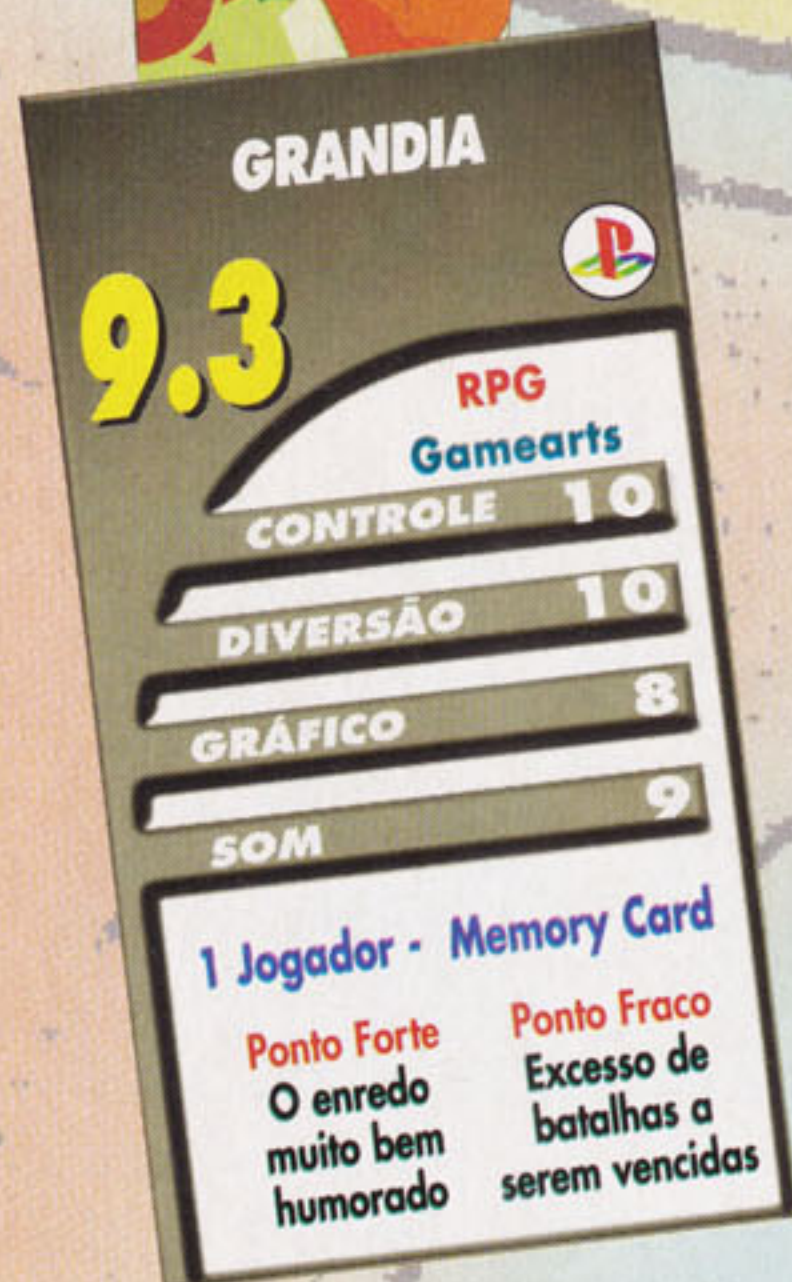 GRANDIA
9.3
RPG
Gamearts
CONTROLE 10
DIVERSÃO 10
GRÁFICO 8
SOM 9
1 Jogador - Memory Card
Ponto Forte
O enredo
muito bem
humorado
Ponto Fraco
Excesso de
batalhas a
serem vencidas